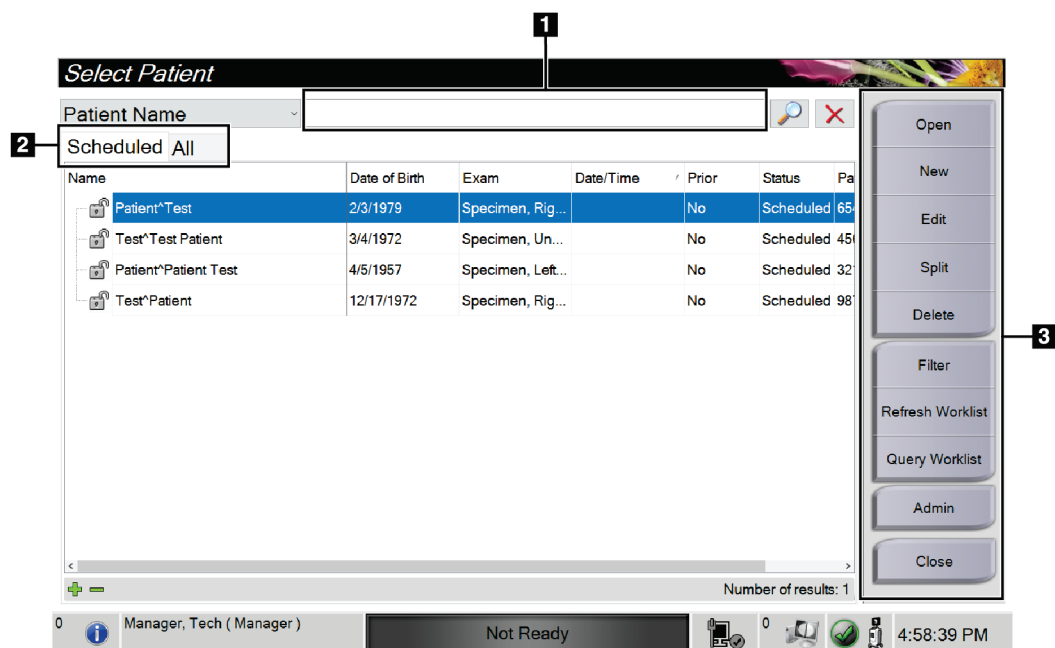 1
Select Patient
Patient Name
2
Scheduled All
Name Date of Birth Exam Date/Time Prior Status Pa
Patient^Test 2/3/1979 Specimen, Rig... No Scheduled 654
Test^Test Patient 3/4/1972 Specimen, Un... No Scheduled 456
Patient^Patient Test 4/5/1957 Specimen, Left... No Scheduled 32
Test^Patient 12/17/1972 Specimen, Rig... No Scheduled 98
Number of results: 1
Open
New
Edit
Split
Delete
3
Filter
Refresh Worklist
Query Worklist
Admin
Close
0 Manager, Tech ( Manager ) Not Ready 0 4:58:39 PM